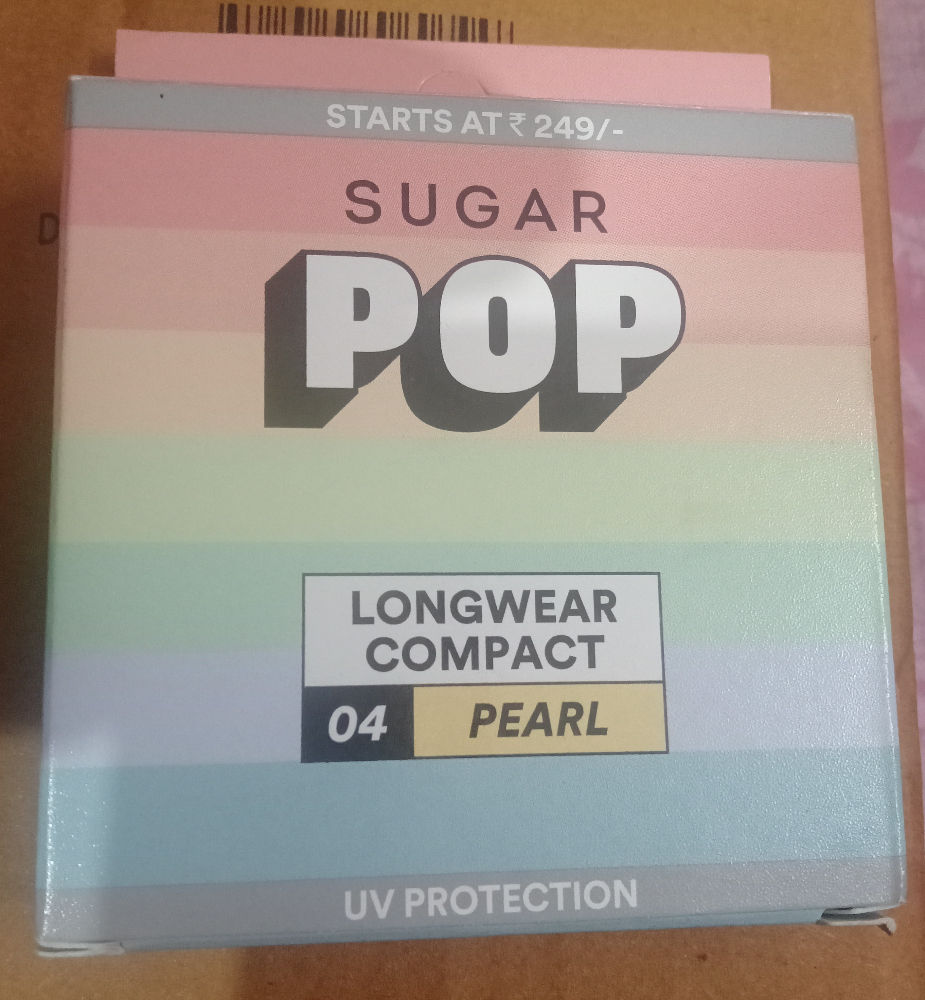 STARTS AT ₹ 249/-
SUGAR
POP
LONGWEAR
COMPACT
04 PEARL
UV PROTECTION
D